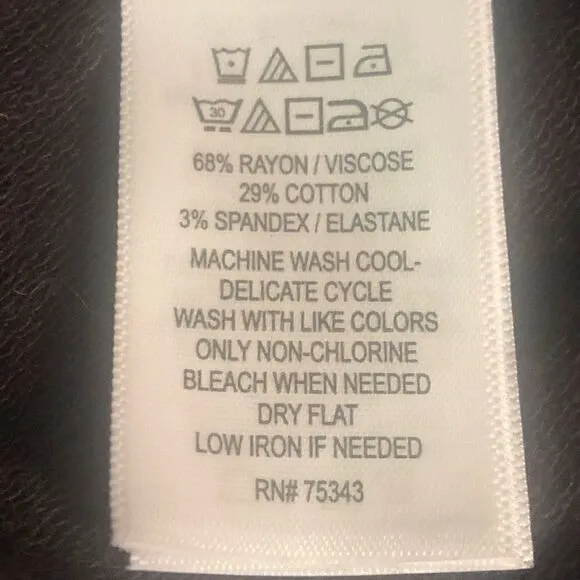 30
68% RAYON / VISCOSE
29% COTTON
3% SPANDEX / ELASTANE
MACHINE WASH COOL-
DELICATE CYCLE
WASH WITH LIKE COLORS
ONLY NON-CHLORINE
BLEACH WHEN NEEDED
DRY FLAT
LOW IRON IF NEEDED
RN# 75343